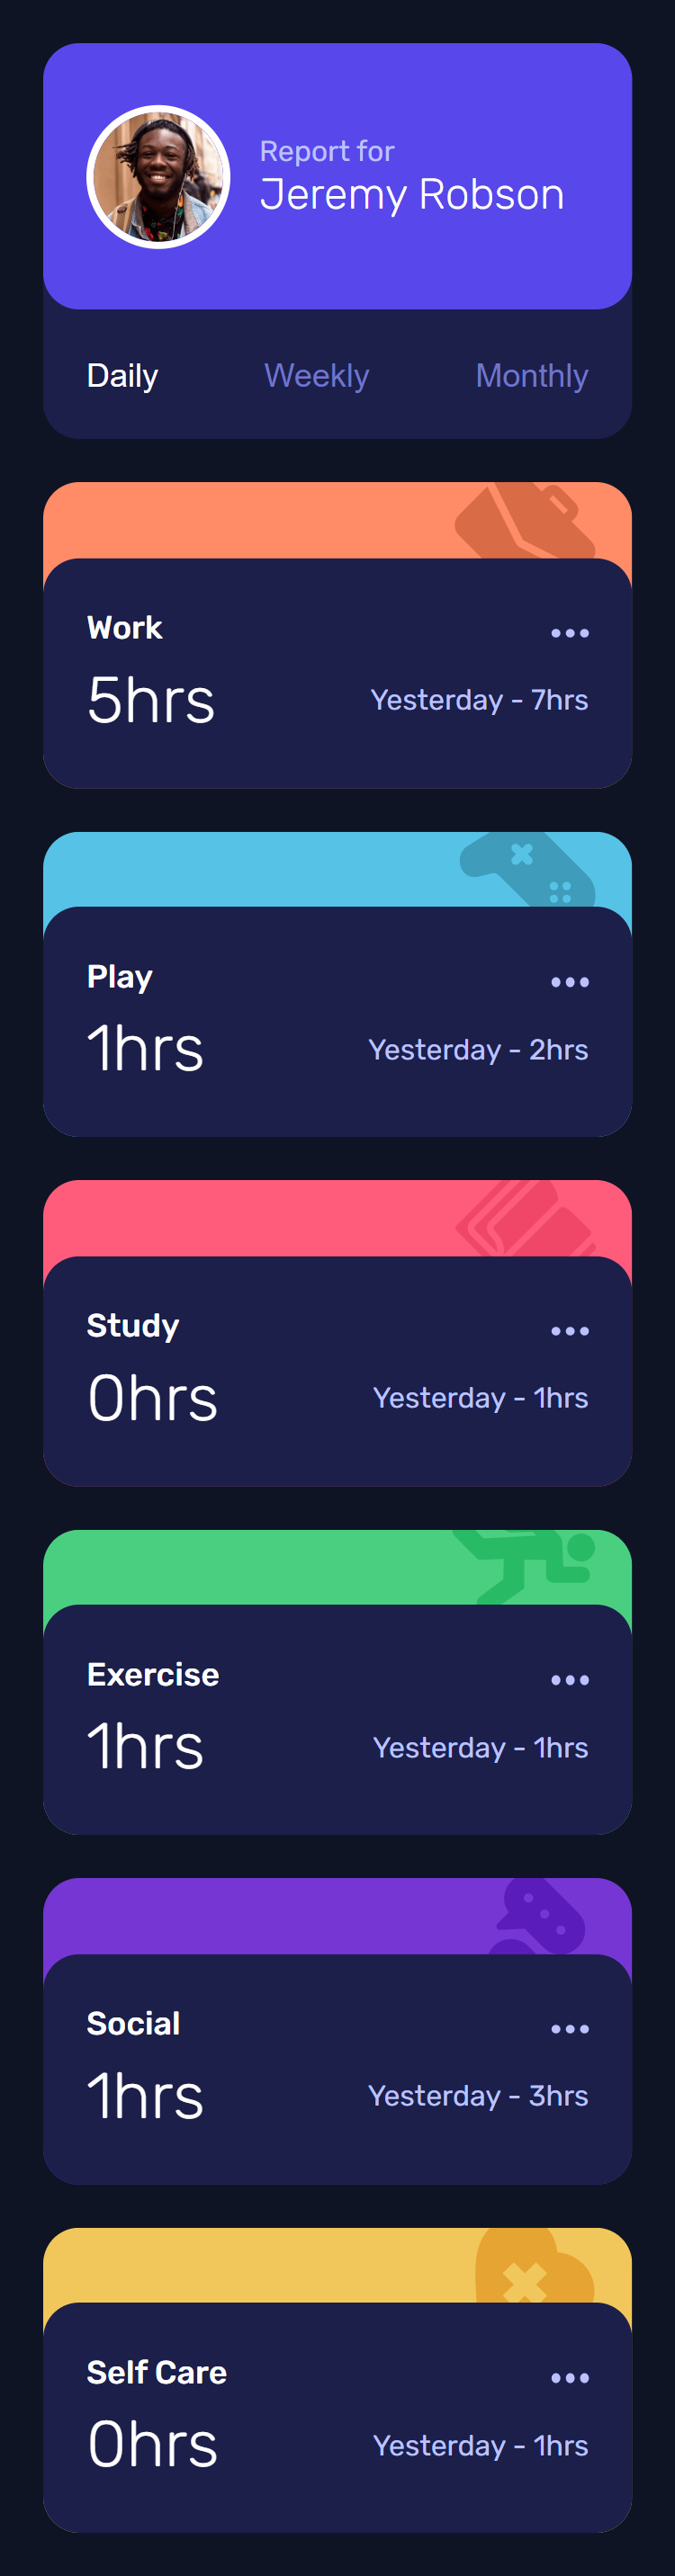 Report for
Jeremy Robson
Daily Weekly Monthly
Work
5hrs Yesterday - 7hrs
Play
1hrs Yesterday - 2hrs
Study
0hrs Yesterday - 1hrs
Exercise
1hrs Yesterday - 1hrs
Social
1hrs Yesterday - 3hrs
Self Care
0hrs Yesterday - 1hrs